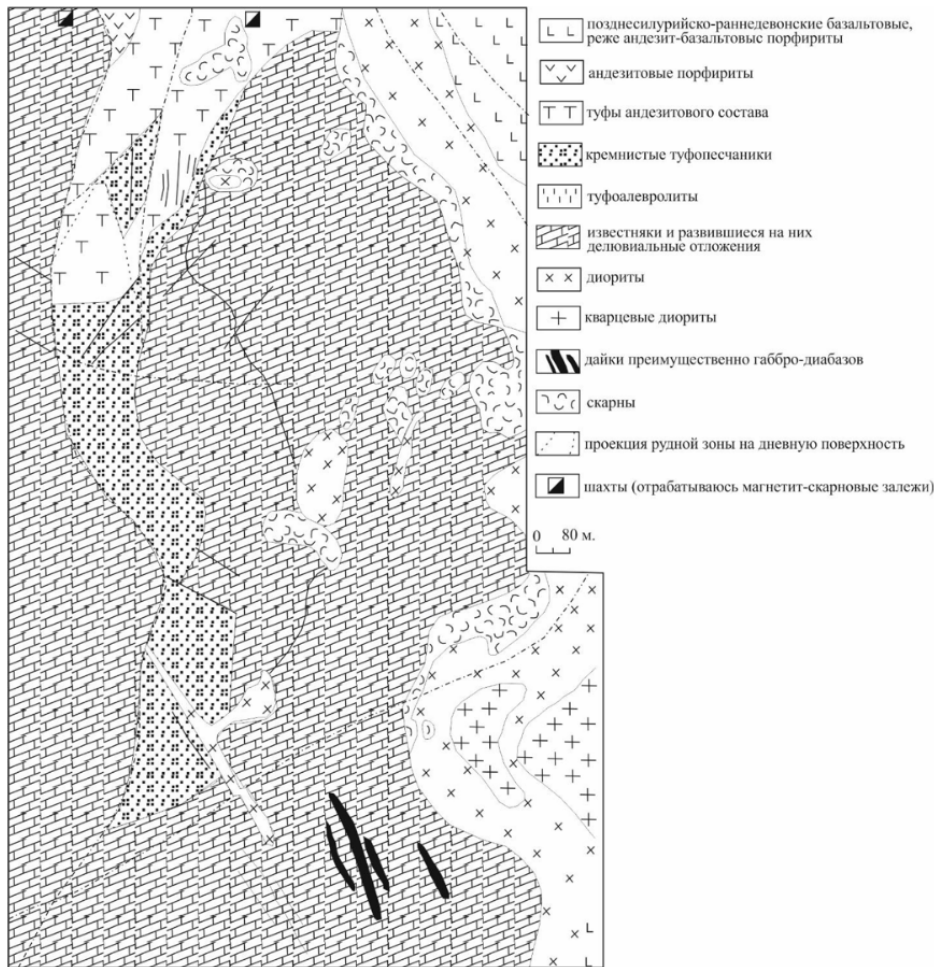 позднесилурийско-раннедевонские базальтовые,
реже андезит-базальтовыс порфириты
андезитовые порфириты
туфы андезитового состава
кремнистые туфопесчаники
туфоалевролиты
известняки и развившиеся на них
делювиальные отложения
диориты
кварцевые диориты
дайки преимущественно габбро-диабазов
скарны
проекция рудной зоны на дневную поверхность
шахты (отрабатываюсь магнетит-скарновые залежи)
0 80 м.